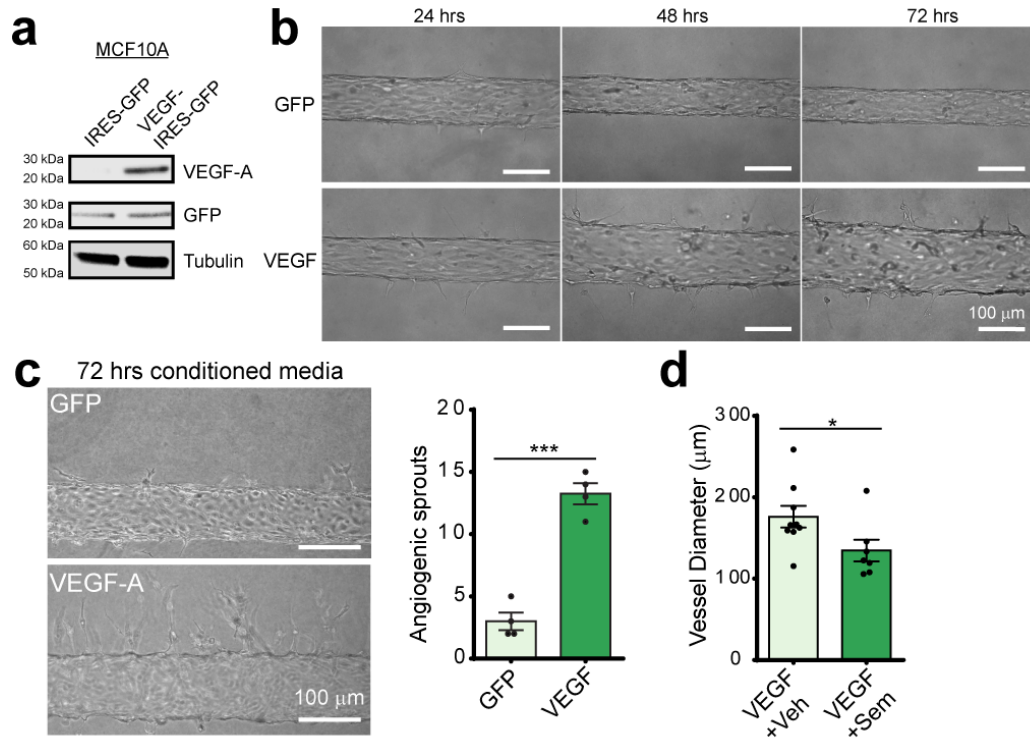 a
MCF10A
IRES-GFP
VEGF-
IRES-GFP
30 kDa
20 kDa
VEGF-A
30 kDa
20 kDa
GFP
60 kDa
50 kDa
Tubulin
b
24 hrs
48 hrs
72 hrs
GFP
VEGF
100 μm
c
72 hrs conditioned media
GFP
VEGF-A
100 μm
Angiogenic sprouts
20
15
10
5
0
***
GFP
VEGF
d
Vessel Diameter (μm)
300
200
100
0
*
VEGF
+Veh
VEGF
+Sem